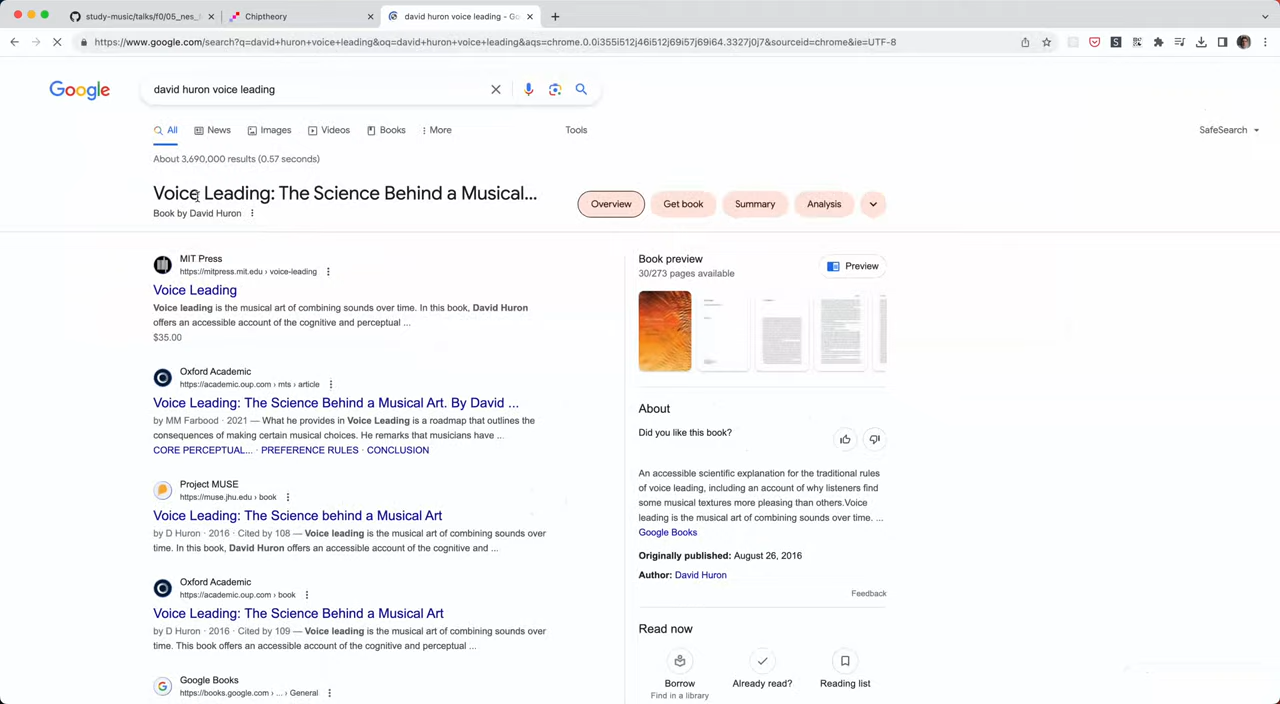 study-music/talks/f0/05_nes_
Chiptheory
david huron voice leading - Go
https://www.google.com/search?q=david+huron+voice+leading&oq=david+huron+voice+leading&aqs=chrome.0.0i355i512j46i512j69i57j69i64.3327j0j7&sourceid=chrome&ie=UTF-8
Google
david huron voice leading
All
News
Images
Videos
Books
More
Tools
SafeSearch
About 3,690,000 results (0.57 seconds)
Voice Leading: The Science Behind a Musical...
Book by David Huron
Overview
Get book
Summary
Analysis
MIT Press
https://mitpress.mit.edu › voice-leading
Voice Leading
Voice leading is the musical art of combining sounds over time. In this book, David Huron
offers an accessible account of the cognitive and perceptual ...
$35.00
Oxford Academic
https://academic.oup.com › mts › article
Voice Leading: The Science Behind a Musical Art. By David ...
by MM Farbood · 2021 — What he provides in Voice Leading is a roadmap that outlines the
consequences of making certain musical choices. He remarks that musicians have ...
CORE PERCEPTUAL... · PREFERENCE RULES · CONCLUSION
Project MUSE
https://muse.jhu.edu › book
Voice Leading: The Science behind a Musical Art
by D Huron · 2016 · Cited by 108 — Voice leading is the musical art of combining sounds over
time. In this book, David Huron offers an accessible account of the cognitive and ...
Oxford Academic
https://academic.oup.com › book
Voice Leading: The Science Behind a Musical Art
by D Huron · 2016 · Cited by 109 — Voice leading is the musical art of combining sounds over
time. This book offers an accessible account of the cognitive and perceptual ...
Google Books
https://books.google.com › ... › General
Book preview
30/273 pages available
Preview
About
Did you like this book?
An accessible scientific explanation for the traditional rules
of voice leading, including an account of why listeners find
some musical textures more pleasing than others.Voice
leading is the musical art of combining sounds over time. ...
Google Books
Originally published: August 26, 2016
Author: David Huron
Feedback
Read now
Borrow
Find in a library
Already read?
Reading list